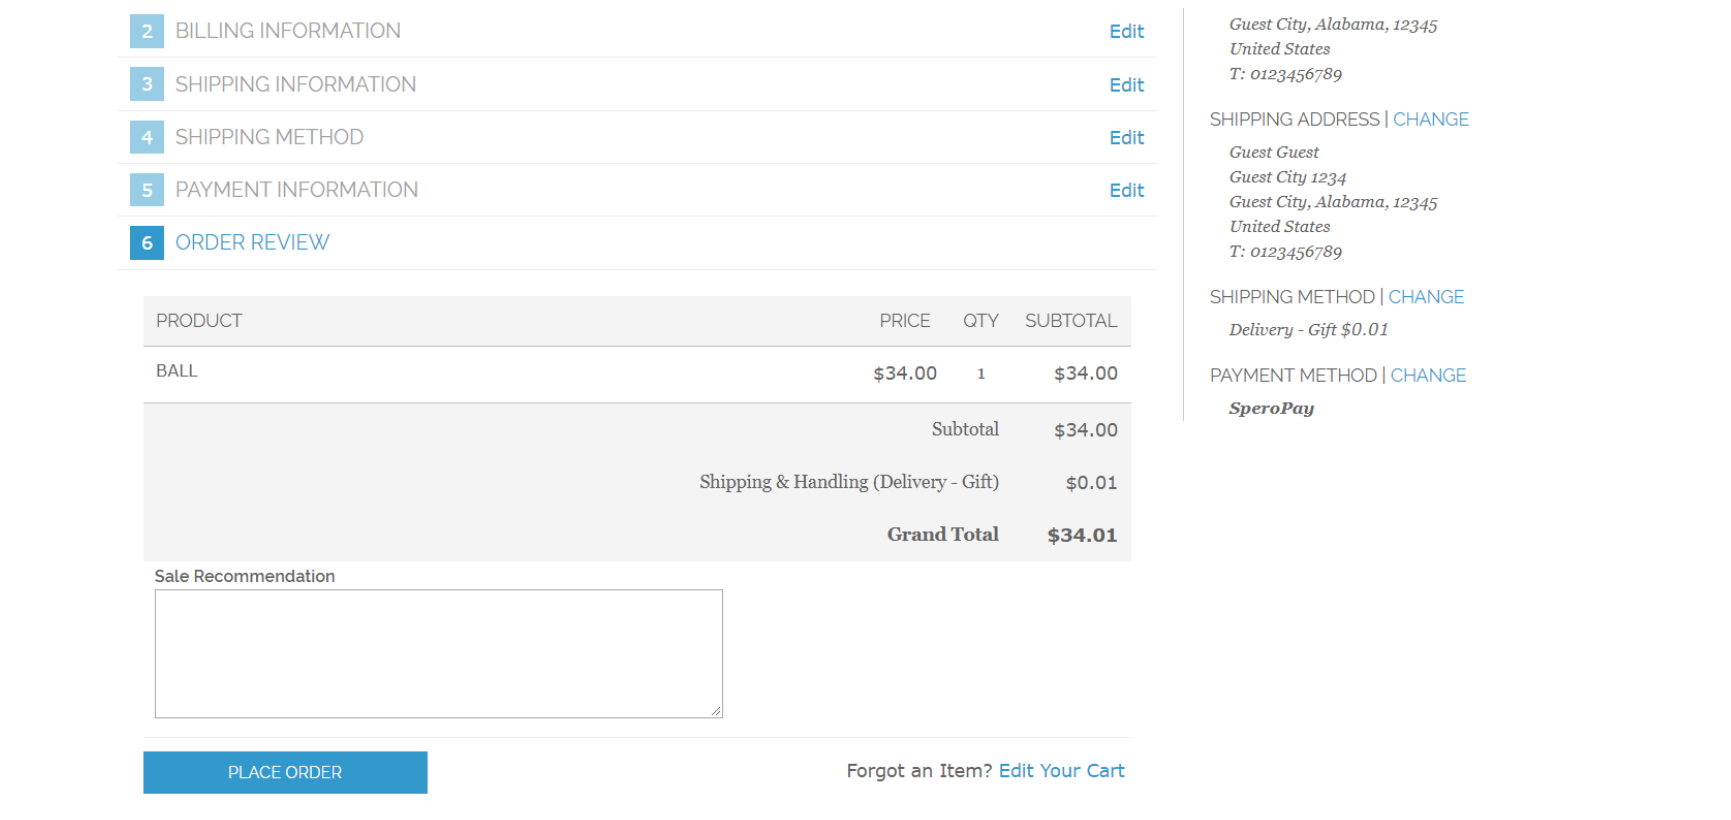 2 BILLING INFORMATION Edit
3 SHIPPING INFORMATION Edit
4 SHIPPING METHOD Edit
5 PAYMENT INFORMATION Edit
6 ORDER REVIEW
PRODUCT PRICE QTY SUBTOTAL
BALL $34.00 1 $34.00
Subtotal $34.00
Shipping & Handling (Delivery - Gift) $0.01
Grand Total $34.01
Sale Recommendation
PLACE ORDER
Forgot an Item? Edit Your Cart
Guest City, Alabama, 12345
United States
T: 0123456789
SHIPPING ADDRESS | CHANGE
Guest Guest
Guest City 1234
Guest City, Alabama, 12345
United States
T: 0123456789
SHIPPING METHOD | CHANGE
Delivery - Gift $0.01
PAYMENT METHOD | CHANGE
SperoPay